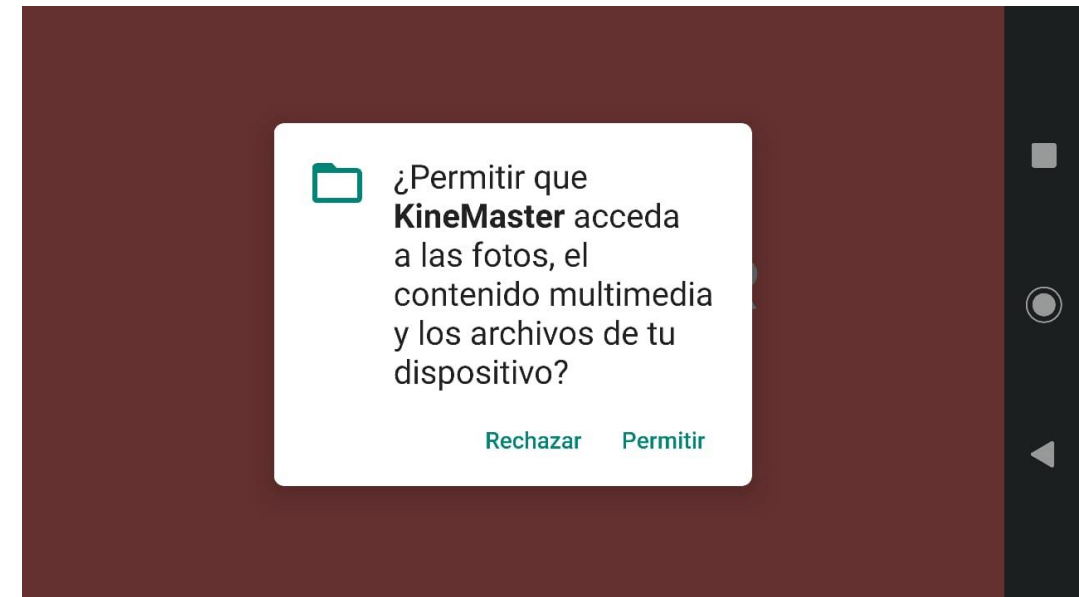 ¿Permitir que
KineMaster acceda
a las fotos, el
contenido multimedia
y los archivos de tu
dispositivo?
Rechazar Permitir